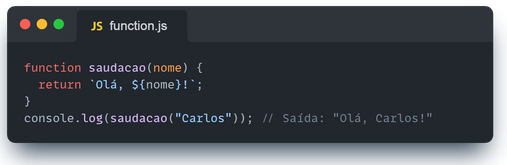 JS function.js
function saudacao(nome) {
  return `Olá, ${nome}!`;
}
console.log(saudacao("Carlos")); // Saída: "Olá, Carlos!"